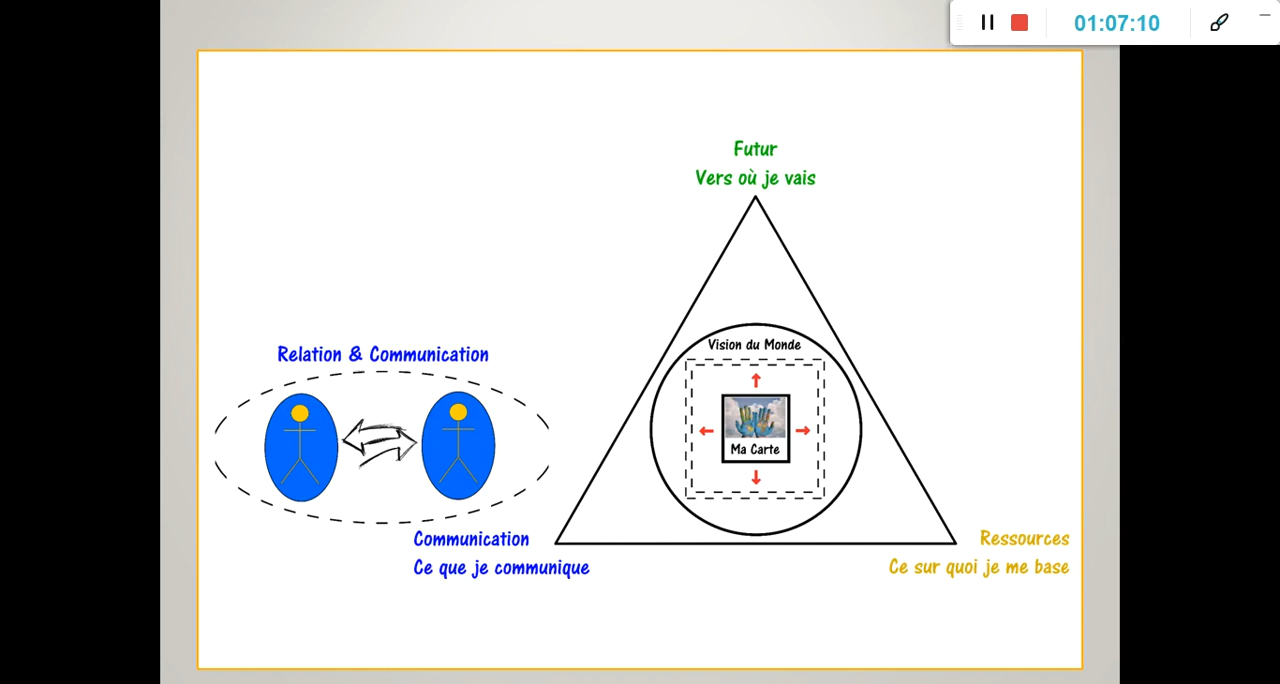 01:07:10
Futur
Vers où je vais
Relation & Communication
Vision du Monde
Ma Carte
Communication
Ce que je communique
Ressources
Ce sur quoi je me base